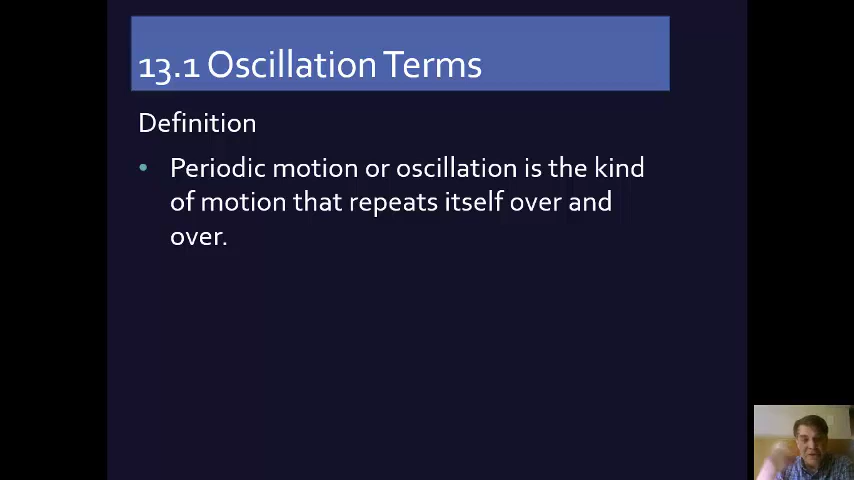 13.1 Oscillation Terms
Definition
• Periodic motion or oscillation is the kind
of motion that repeats itself over and
over.